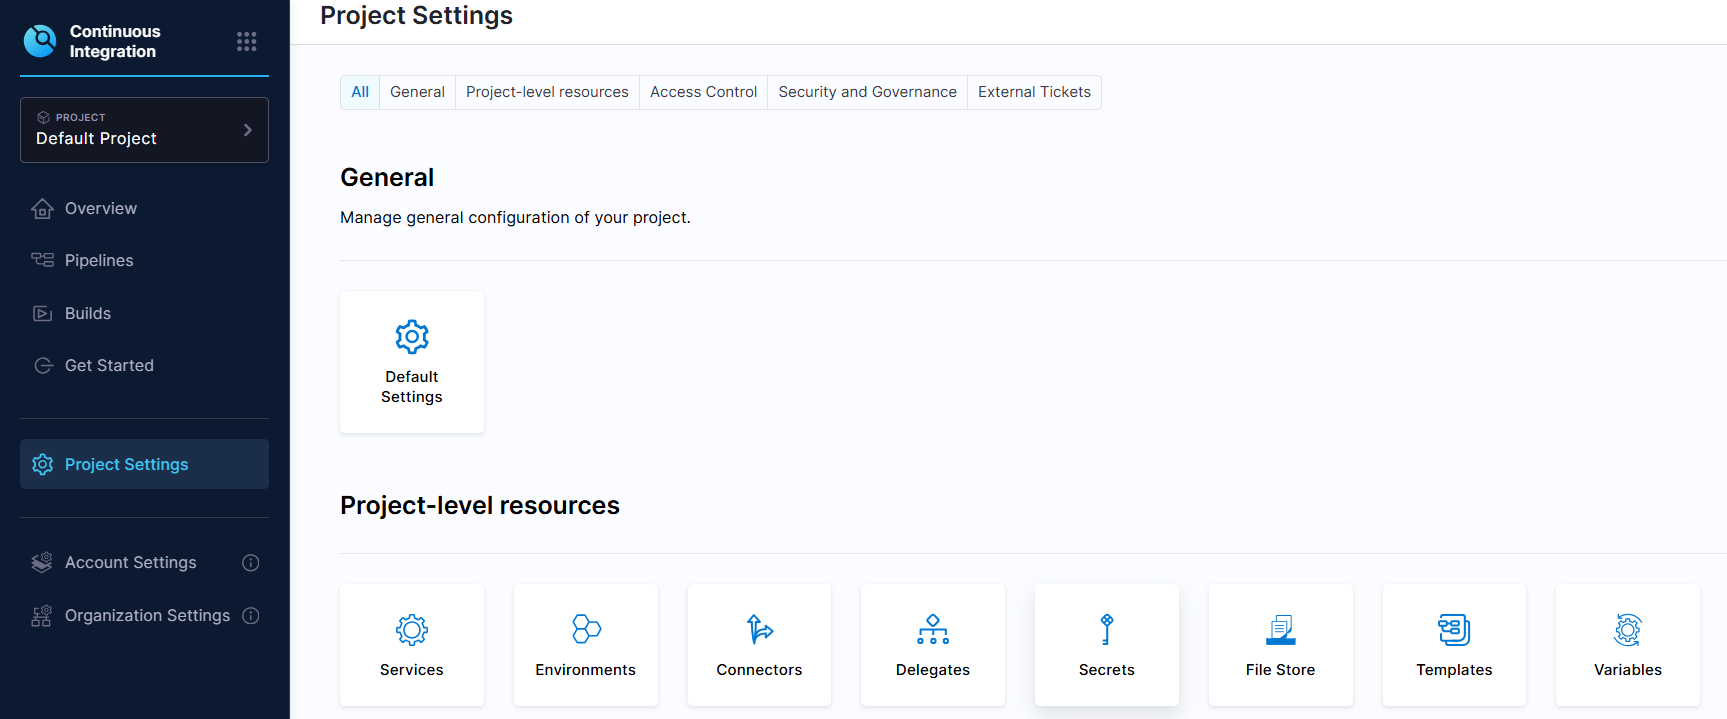 Continuous
Integration
PROJECT
Default Project
Overview
Pipelines
Builds
Get Started
Project Settings
Account Settings
Organization Settings
Project Settings
All
General
Project-level resources
Access Control
Security and Governance
External Tickets
General
Manage general configuration of your project.
Default
Settings
Project-level resources
Services
Environments
Connectors
Delegates
Secrets
File Store
Templates
Variables